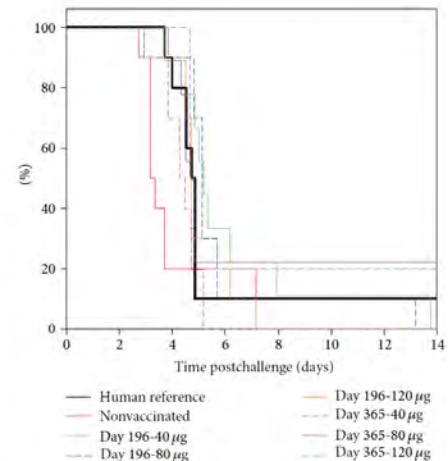 100
80
60
40
20
0
(%)
0 2 4 6 8 10 12 14
Time postchallenge (days)
Human reference
Nonvaccinated
Day 196-40 µg
Day 196-80 µg
Day 196-120 µg
Day 365-40 µg
Day 365-80 µg
Day 365-120 µg